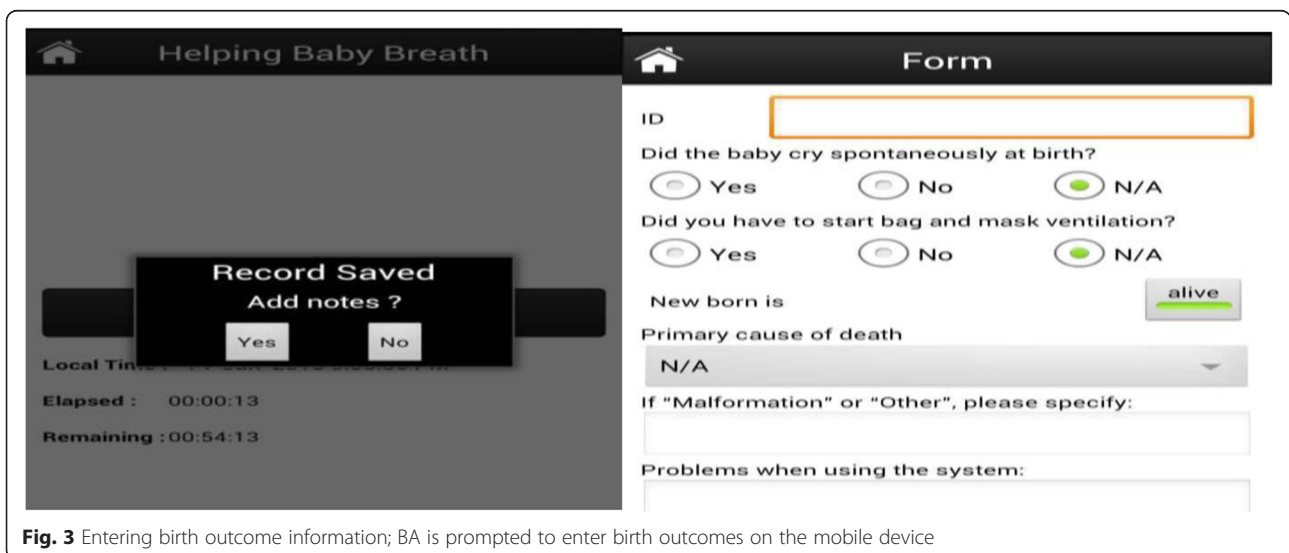 Helping Baby Breath
Record Saved
Add notes ?
Yes No
Local
Elapsed : 00:00:13
Remaining :00:54:13
Form
ID
Did the baby cry spontaneously at birth?
Yes No N/A
Did you have to start bag and mask ventilation?
Yes No N/A
New born is alive
Primary cause of death
N/A
If “Malformation” or “Other”, please specify:
Problems when using the system:
Fig. 3 Entering birth outcome information; BA is prompted to enter birth outcomes on the mobile device